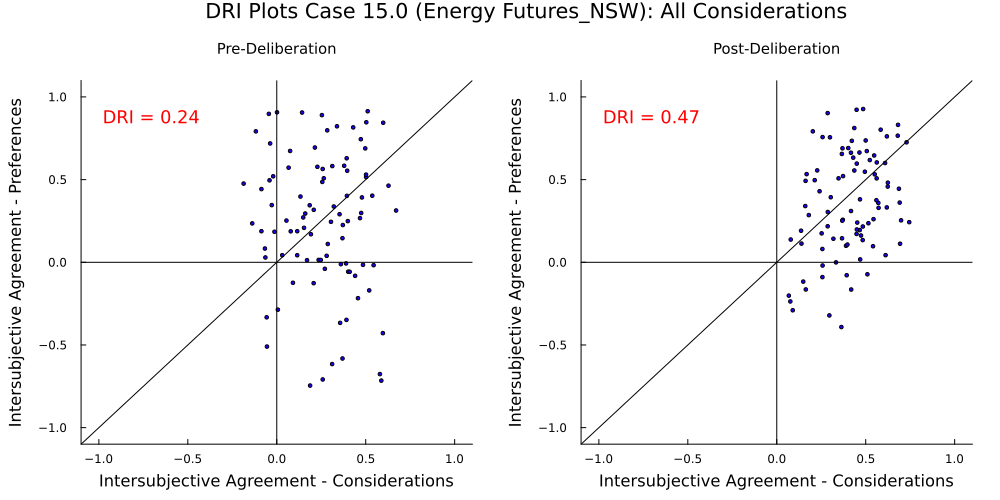 DRI Plots Case 15.0 (Energy Futures_NSW): All Considerations
Pre-Deliberation
DRI = 0.24
Intersubjective Agreement - Preferences
1.0
0.5
0.0
−0.5
−1.0
−1.0 −0.5 0.0 0.5 1.0
Intersubjective Agreement - Considerations
Post-Deliberation
DRI = 0.47
Intersubjective Agreement - Preferences
1.0
0.5
0.0
−0.5
−1.0
−1.0 −0.5 0.0 0.5 1.0
Intersubjective Agreement - Considerations